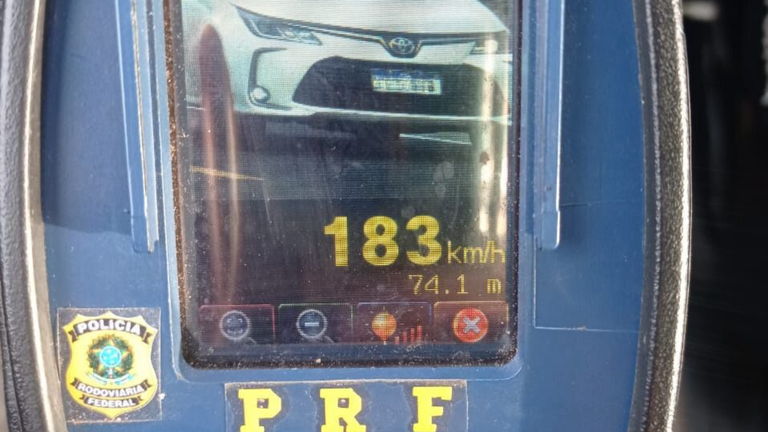 183 km/h
74.1 m
POLÍCIA
RODOVIÁRIA
FEDERAL
PRF